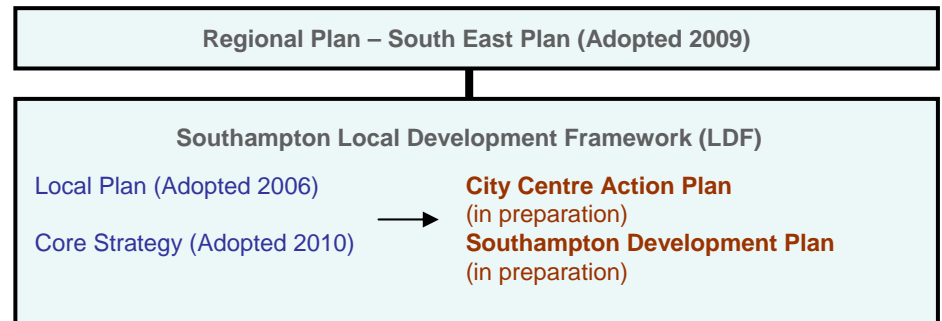 Regional Plan – South East Plan (Adopted 2009)
Southampton Local Development Framework (LDF)
Local Plan (Adopted 2006)
Core Strategy (Adopted 2010)
City Centre Action Plan
(in preparation)
Southampton Development Plan
(in preparation)